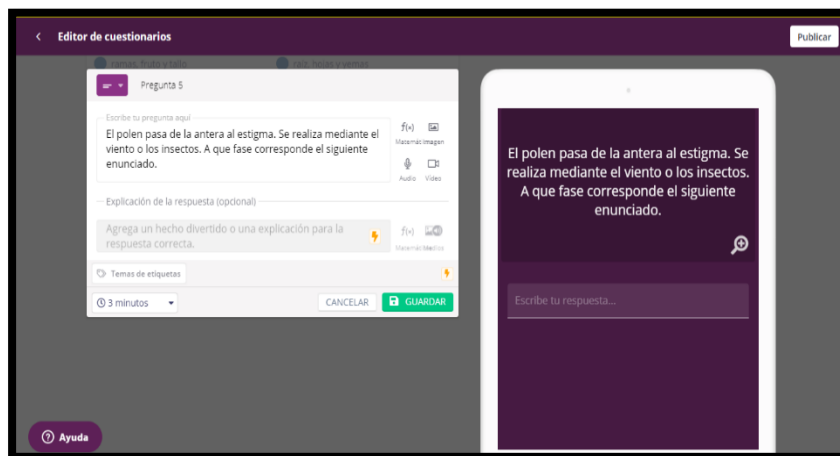 Editor de cuestionarios
Publicar
ramas, fruto y tallo
raíz, hojas y yemas
Pregunta 5
Escribe tu pregunta aquí
El polen pasa de la antera al estigma. Se realiza mediante el
viento o los insectos. A que fase corresponde el siguiente
enunciado.
f(x)
Matemát Imagen
Audio Vídeo
Explicación de la respuesta (opcional)
Agrega un hecho divertido o una explicación para la
respuesta correcta.
f(x)
Matemát Medios
Temas de etiquetas
3 minutos
CANCELAR
GUARDAR
El polen pasa de la antera al estigma. Se
realiza mediante el viento o los insectos.
A que fase corresponde el siguiente
enunciado.
Escribe tu respuesta...
Ayuda